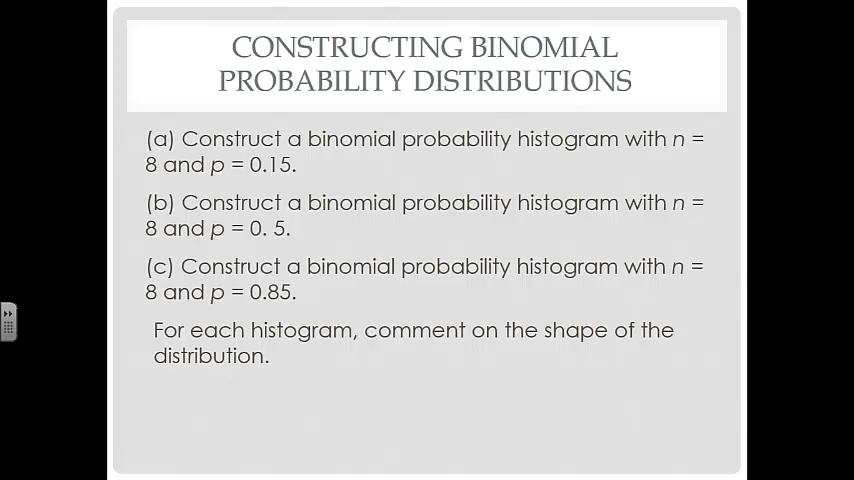 CONSTRUCTING BINOMIAL
PROBABILITY DISTRIBUTIONS
(a) Construct a binomial probability histogram with n =
8 and p = 0.15.
(b) Construct a binomial probability histogram with n =
8 and p = 0. 5.
(c) Construct a binomial probability histogram with n =
8 and p = 0.85.
For each histogram, comment on the shape of the
distribution.